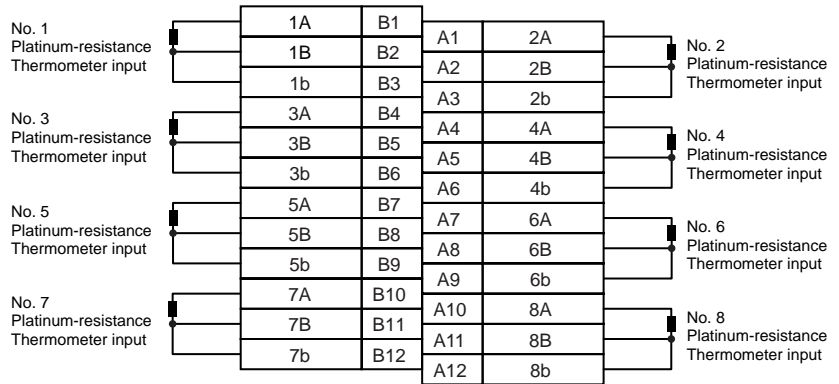 No. 1
Platinum-resistance
Thermometer input
1A B1
1B B2
1b B3
No. 3
Platinum-resistance
Thermometer input
3A B4
3B B5
3b B6
No. 5
Platinum-resistance
Thermometer input
5A B7
5B B8
5b B9
No. 7
Platinum-resistance
Thermometer input
7A B10
7B B11
7b B12
A1 2A
A2 2B
A3 2b
No. 2
Platinum-resistance
Thermometer input
A4 4A
A5 4B
A6 4b
No. 4
Platinum-resistance
Thermometer input
A7 6A
A8 6B
A9 6b
No. 6
Platinum-resistance
Thermometer input
A10 8A
A11 8B
A12 8b
No. 8
Platinum-resistance
Thermometer input